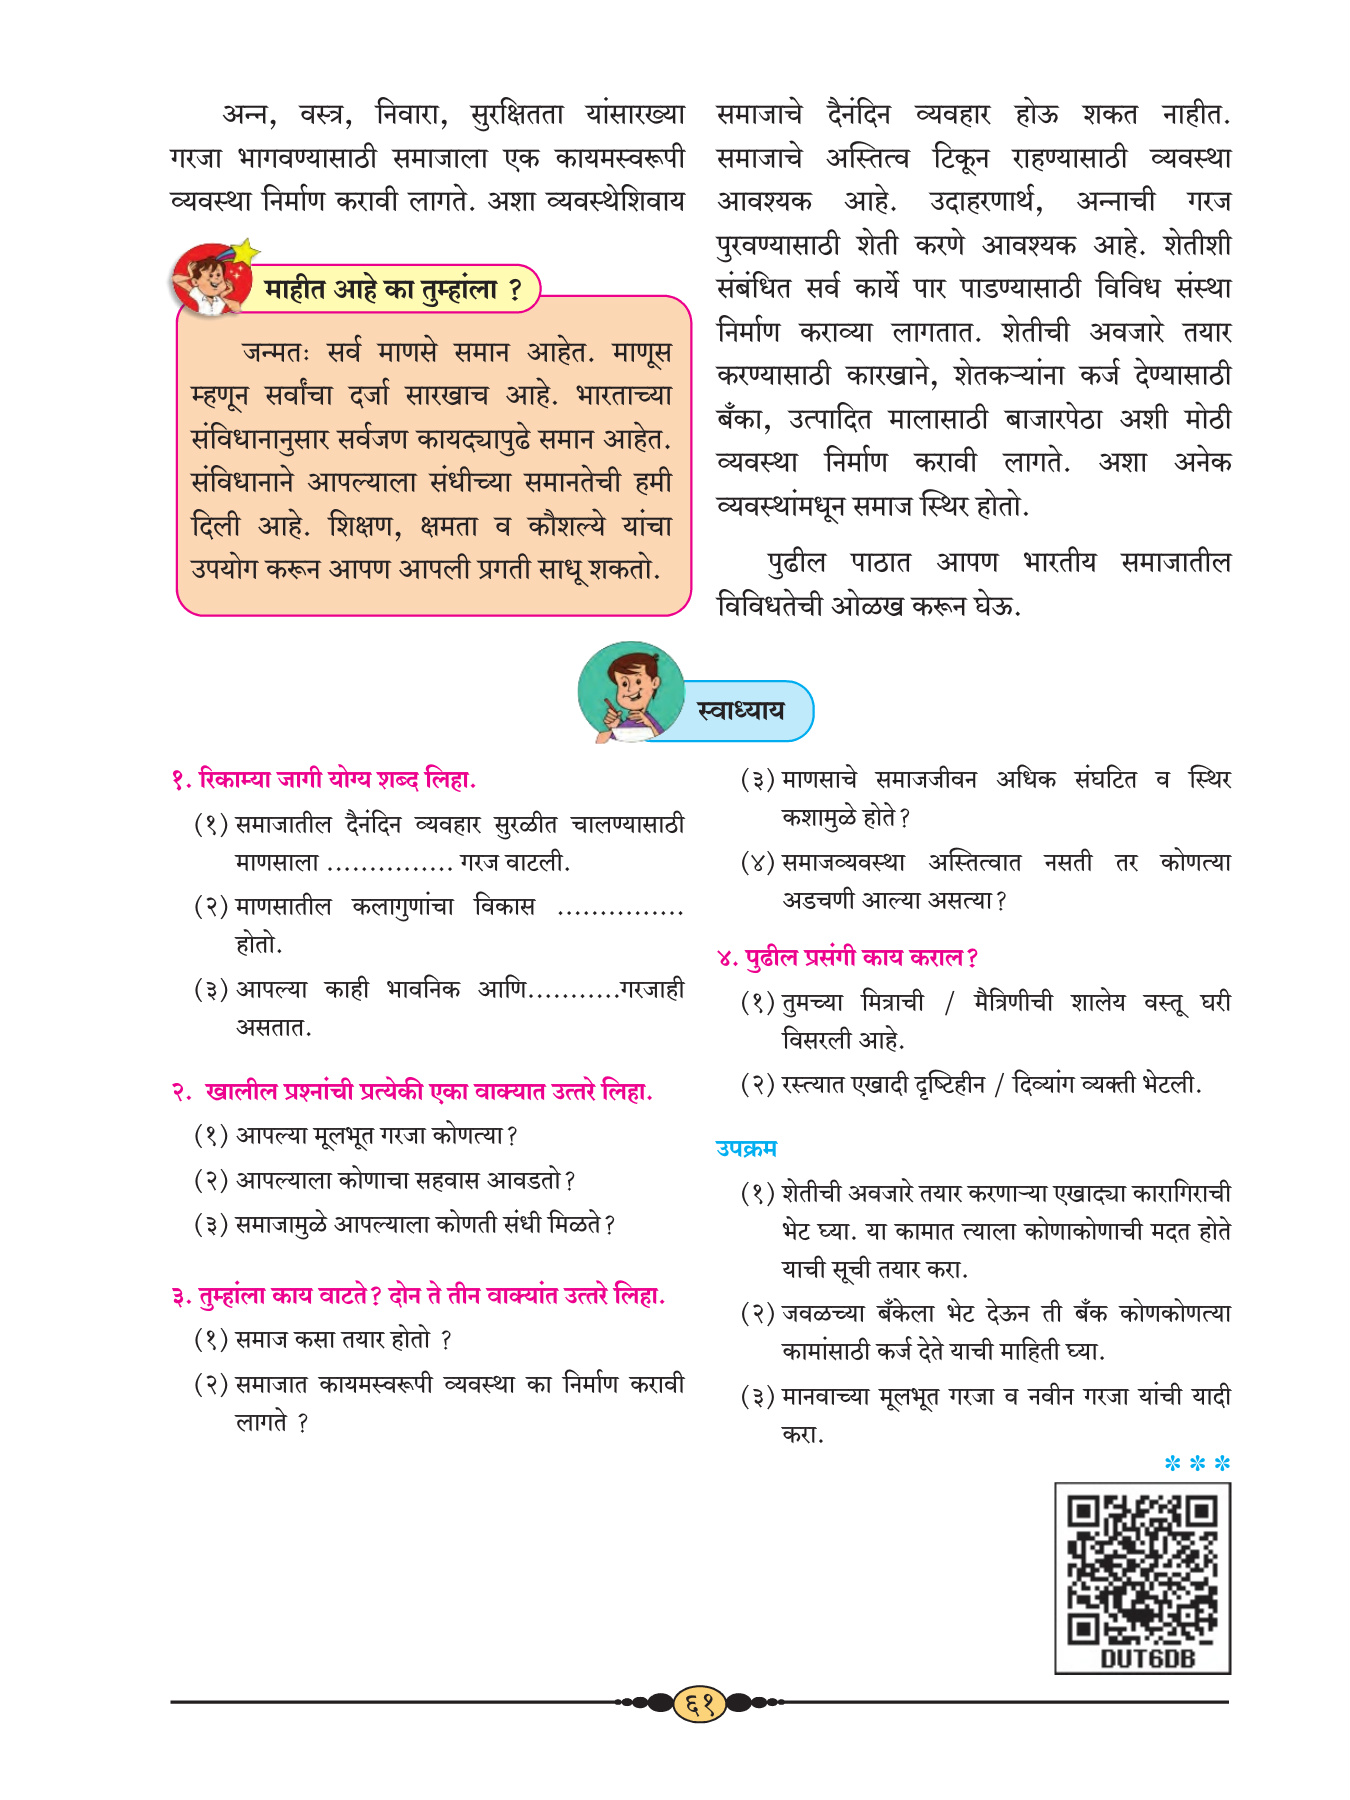 अन्न, वस्त्र, निवारा, सुरक्षितता यांसारख्या
गरजा भागवण्यासाठी समाजाला एक कायमस्वरूपी
व्यवस्था निर्माण करावी लागते. अशा व्यवस्थेशिवाय
माहीत आहे का तुम्हांला ?
जन्मतः सर्व माणसे समान आहेत. माणूस
म्हणून सर्वांचा दर्जा सारखाच आहे. भारताच्या
संविधानानुसार सर्वजण कायद्यापुढे समान आहेत.
संविधानाने आपल्याला संधीच्या समानतेची हमी
दिली आहे. शिक्षण, क्षमता व कौशल्ये यांचा
उपयोग करून आपण आपली प्रगती साधू शकतो.
समाजाचे दैनंदिन व्यवहार होऊ शकत नाहीत.
समाजाचे अस्तित्व टिकून राहण्यासाठी व्यवस्था
आवश्यक आहे. उदाहरणार्थ, अन्नाची गरज
पुरवण्यासाठी शेती करणे आवश्यक आहे. शेतीशी
संबंधित सर्व कार्ये पार पाडण्यासाठी विविध संस्था
निर्माण कराव्या लागतात. शेतीची अवजारे तयार
करण्यासाठी कारखाने, शेतकऱ्यांना कर्ज देण्यासाठी
बँका, उत्पादित मालासाठी बाजारपेठा अशी मोठी
व्यवस्था निर्माण करावी लागते. अशा अनेक
व्यवस्थांमधून समाज स्थिर होतो.
पुढील पाठात आपण भारतीय समाजातील
विविधतेची ओळख करून घेऊ.
स्वाध्याय
१. रिकाम्या जागी योग्य शब्द लिहा.
(१) समाजातील दैनंदिन व्यवहार सुरळीत चालण्यासाठी
माणसाला ............... गरज वाटली.
(२) माणसातील कलागुणांचा विकास ...............
होतो.
(३) आपल्या काही भावनिक आणि...........गरजाही
असतात.
२. खालील प्रश्नांची प्रत्येकी एका वाक्यात उत्तरे लिहा.
(१) आपल्या मूलभूत गरजा कोणत्या?
(२) आपल्याला कोणाचा सहवास आवडतो?
(३) समाजामुळे आपल्याला कोणती संधी मिळते?
३. तुम्हांला काय वाटते? दोन ते तीन वाक्यांत उत्तरे लिहा.
(१) समाज कसा तयार होतो ?
(२) समाजात कायमस्वरूपी व्यवस्था का निर्माण करावी
लागते ?
(३) माणसाचे समाजजीवन अधिक संघटित व स्थिर
कशामुळे होते?
(४) समाजव्यवस्था अस्तित्वात नसती तर कोणत्या
अडचणी आल्या असत्या?
४. पुढील प्रसंगी काय कराल?
(१) तुमच्या मित्राची / मैत्रिणीची शालेय वस्तू घरी
विसरली आहे.
(२) रस्त्यात एखादी दृष्टिहीन / दिव्यांग व्यक्ती भेटली.
उपक्रम
(१) शेतीची अवजारे तयार करणाऱ्या एखाद्या कारागिराची
भेट घ्या. या कामात त्याला कोणाकोणाची मदत होते
याची सूची तयार करा.
(२) जवळच्या बँकेला भेट देऊन ती बँक कोणकोणत्या
कामांसाठी कर्ज देते याची माहिती घ्या.
(३) मानवाच्या मूलभूत गरजा व नवीन गरजा यांची यादी
करा.
***
DUT6DB
६१